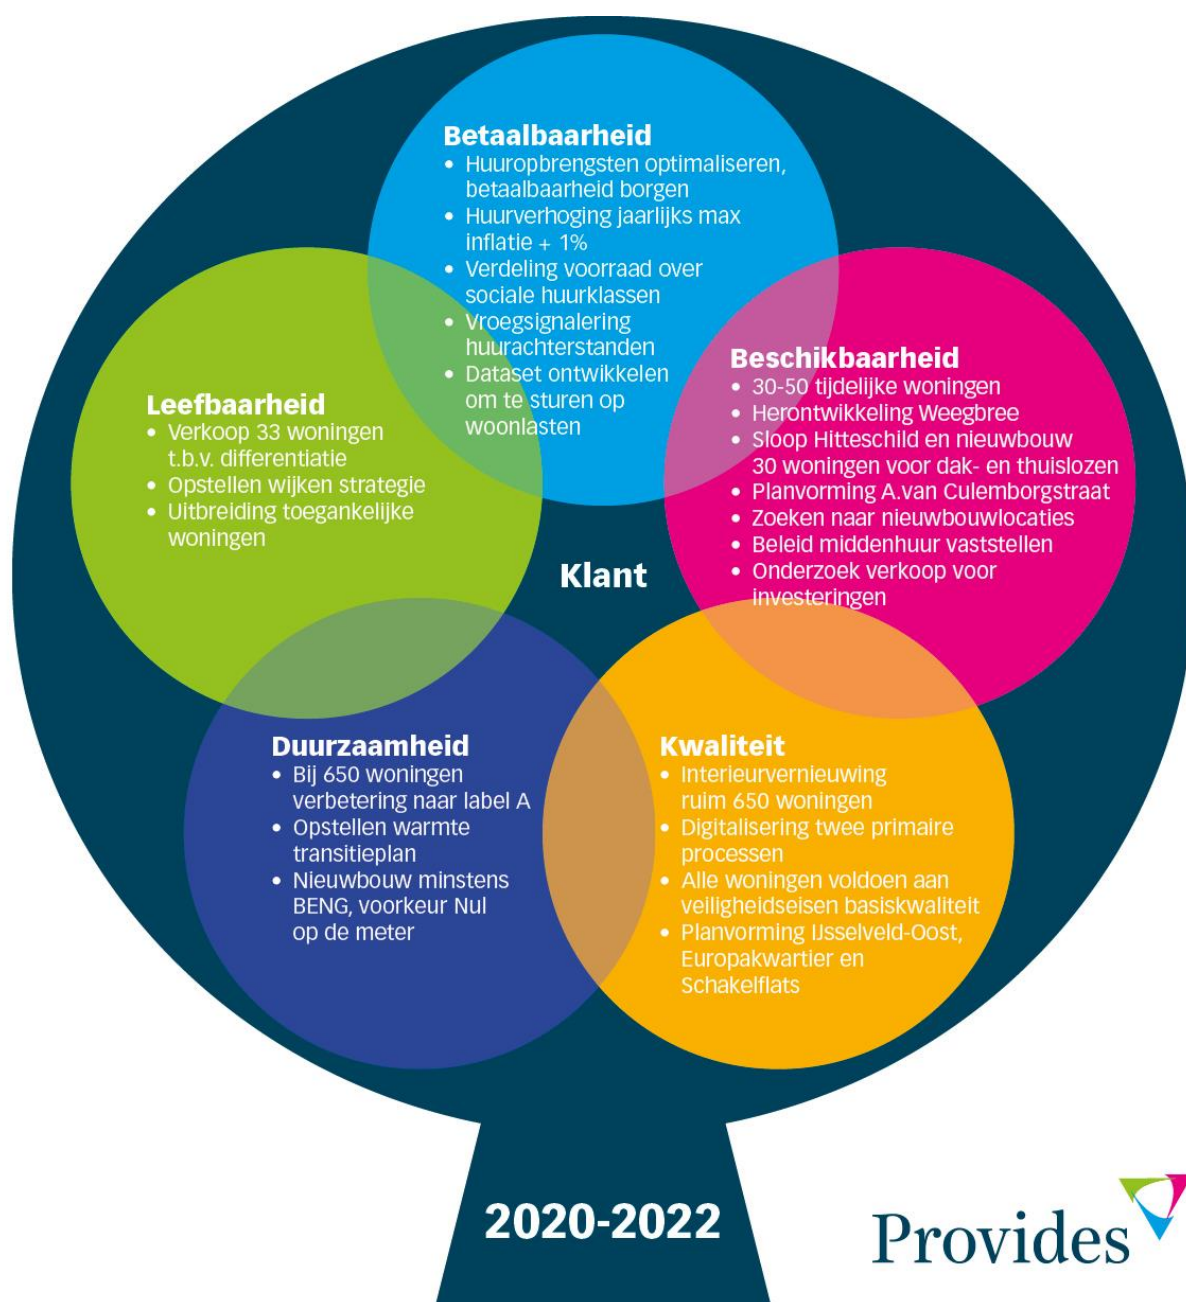 Betaalbaarheid
• Huuropbrengsten optimaliseren,
betaalbaarheid borgen
• Huurverhoging jaarlijks max
inflatie + 1%
• Verdeling voorraad over
sociale huurklassen
• Vroegsignalering
huurachterstanden
• Dataset ontwikkelen
om te sturen op
woonlasten
Beschikbaarheid
• 30-50 tijdelijke woningen
• Herontwikkeling Weegbree
• Sloop Hitteschild en nieuwbouw
30 woningen voor dak- en thuislozen
• Planvorming A.van Culemborgstraat
• Zoeken naar nieuwbouwlocaties
• Beleid middenhuur vaststellen
• Onderzoek verkoop voor
investeringen
Leefbaarheid
• Verkoop 33 woningen
t.b.v. differentiatie
• Opstellen wijken strategie
• Uitbreiding toegankelijke
woningen
Klant
Duurzaamheid
• Bij 650 woningen
verbetering naar label A
• Opstellen warmte
transitieplan
• Nieuwbouw minstens
BENG, voorkeur Nul
op de meter
Kwaliteit
• Interieurvernieuwing
ruim 650 woningen
• Digitalisering twee primaire
processen
• Alle woningen voldoen aan
veiligheidseisen basiskwaliteit
• Planvorming IJsselveld-Oost,
Europakwartier en
Schakelflats
2020-2022
Provides